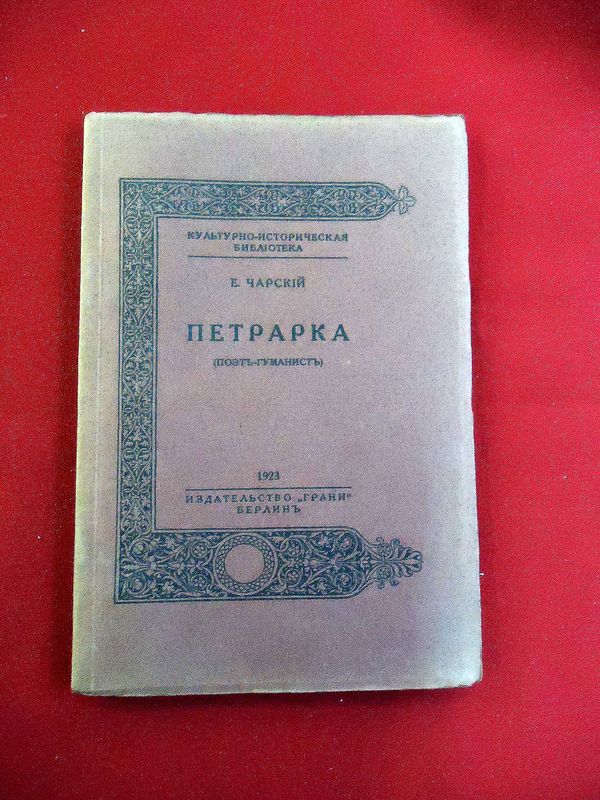 КУЛЬТУРНО-ИСТОРИЧЕСКАЯ
БИБЛІОТЕКА
Е. ЧАРСКІЙ
ПЕТРАРКА
(ПОЭТЪ-ГУМАНИСТЪ)
1923
ИЗДАТЕЛЬСТВО „ГРАНИ"
БЕРЛИНЪ